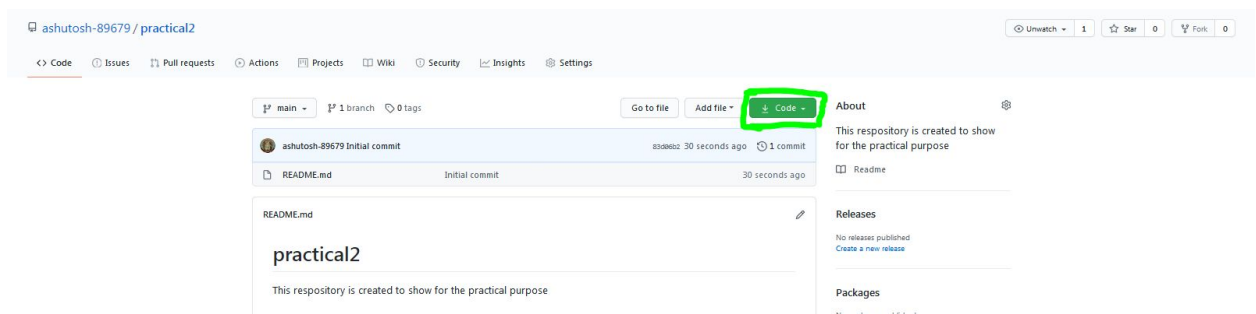 ashutosh-89679 / practical2
Unwatch 1 Star 0 Fork 0
Code Issues Pull requests Actions Projects Wiki Security Insights Settings
main 1 branch 0 tags Go to file Add file Code
ashutosh-89679 Initial commit 83d0eb2 30 seconds ago 1 commit
README.md Initial commit 30 seconds ago
README.md
practical2
This respository is created to show for the practical purpose
About
This respository is created to show
for the practical purpose
Readme
Releases
No releases published
Create a new release
Packages